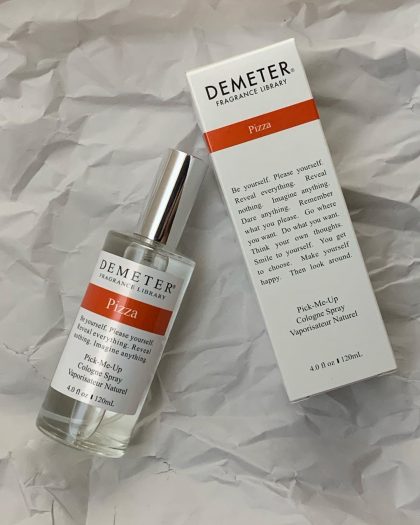 DEMETER®
FRAGRANCE LIBRARY
Pizza
Be yourself. Please yourself.
Reveal everything. Reveal
nothing. Imagine anything.
Dare anything. Remember
what you please. Go where
you want. Do what you want.
Think your own thoughts.
Smile to yourself. You get
to choose. Make yourself
happy. Then look around.
Pick-Me-Up
Cologne Spray
Vaporisateur Naturel
4.0 fl oz ❙ 120mL
DEMETER®
FRAGRANCE LIBRARY
Pizza
Be yourself. Please yourself.
Reveal everything. Reveal
nothing. Imagine anything.
Pick-Me-Up
Cologne Spray
Vaporisateur Naturel
4.0 fl oz ❙ 120mL